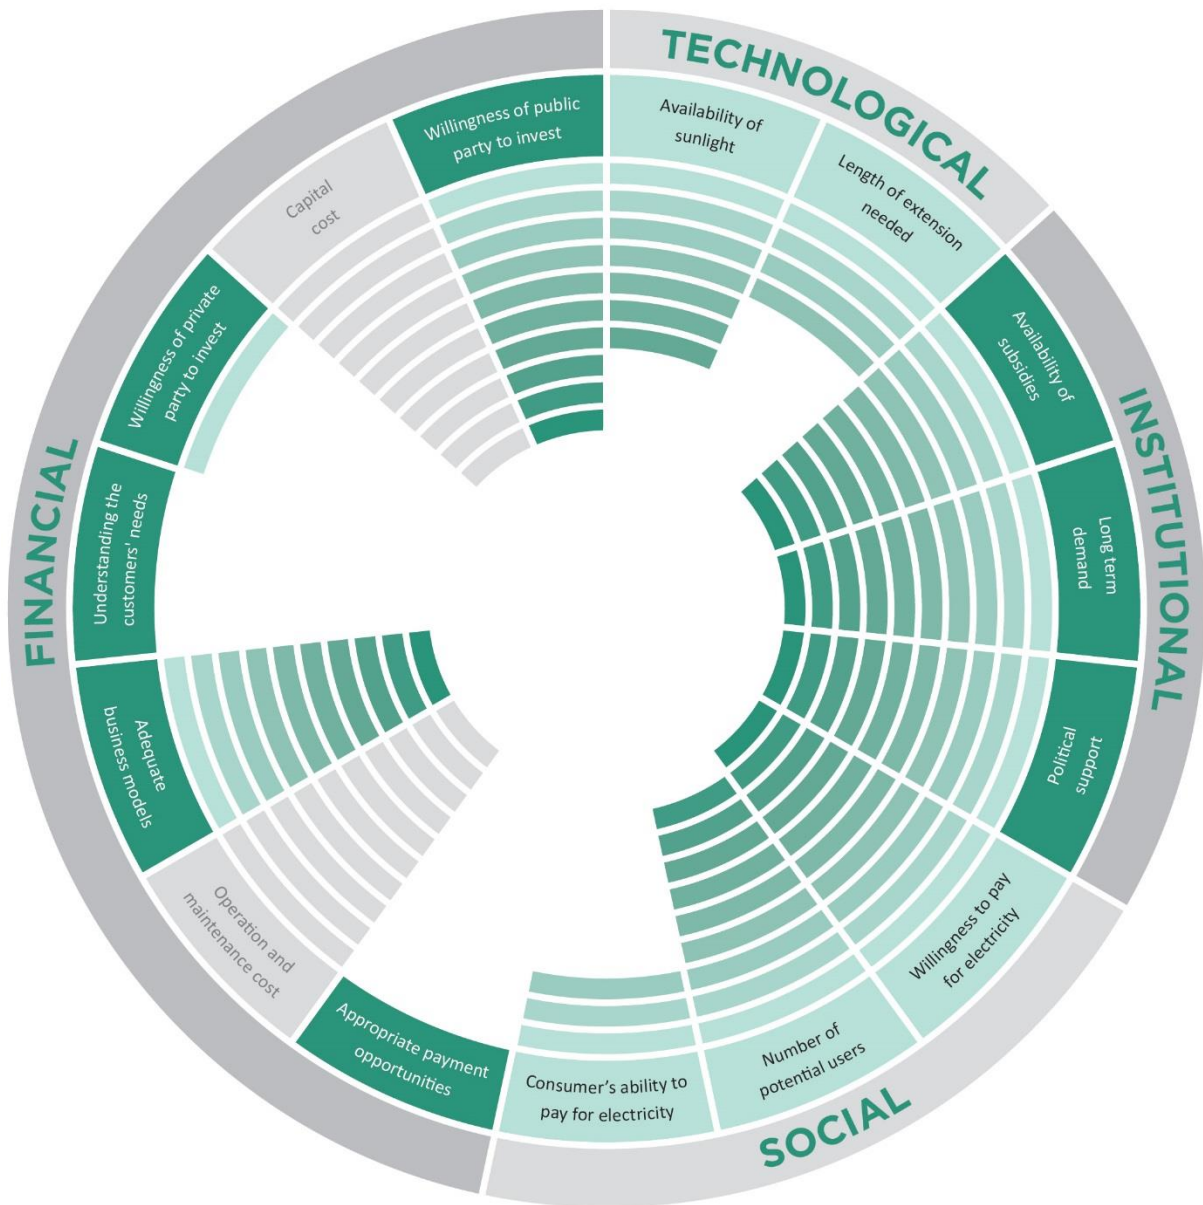 TECHNOLOGICAL
Availability of
sunlight
Length of extension
needed
INSTITUTIONAL
Availability of
subsidies
Long term
demand
Political
support
SOCIAL
Willingness to pay
for electricity
Number of
potential users
Consumer’s ability to
pay for electricity
FINANCIAL
Appropriate payment
opportunities
Operation and
maintenance cost
Adequate
business models
Understanding the
customers' needs
Willingness of private
party to invest
Capital
cost
Willingness of public
party to invest